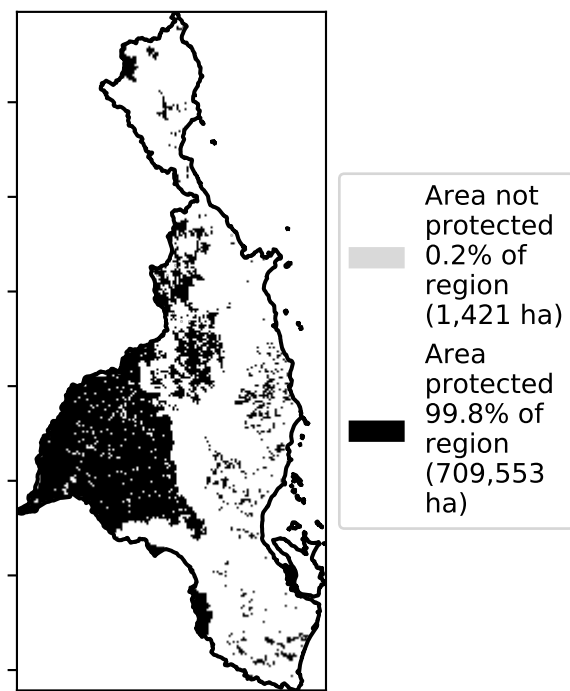 Area not
protected
0.2% of
region
(1,421 ha)
Area
protected
99.8% of
region
(709,553
ha)